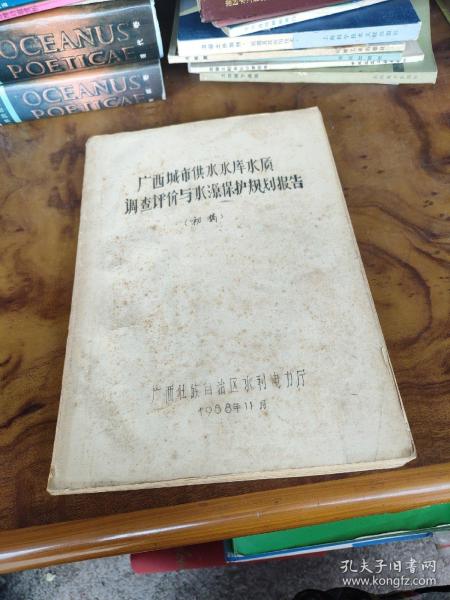 OCEANUS
POETICAE
OCEANUS
POETICAE
广西城市供水水库水质
调查评价与水源保护规划报告
(初稿)
广西壮族自治区水利电力厅
1988年11月
孔夫子旧书网
www.kongfz.com